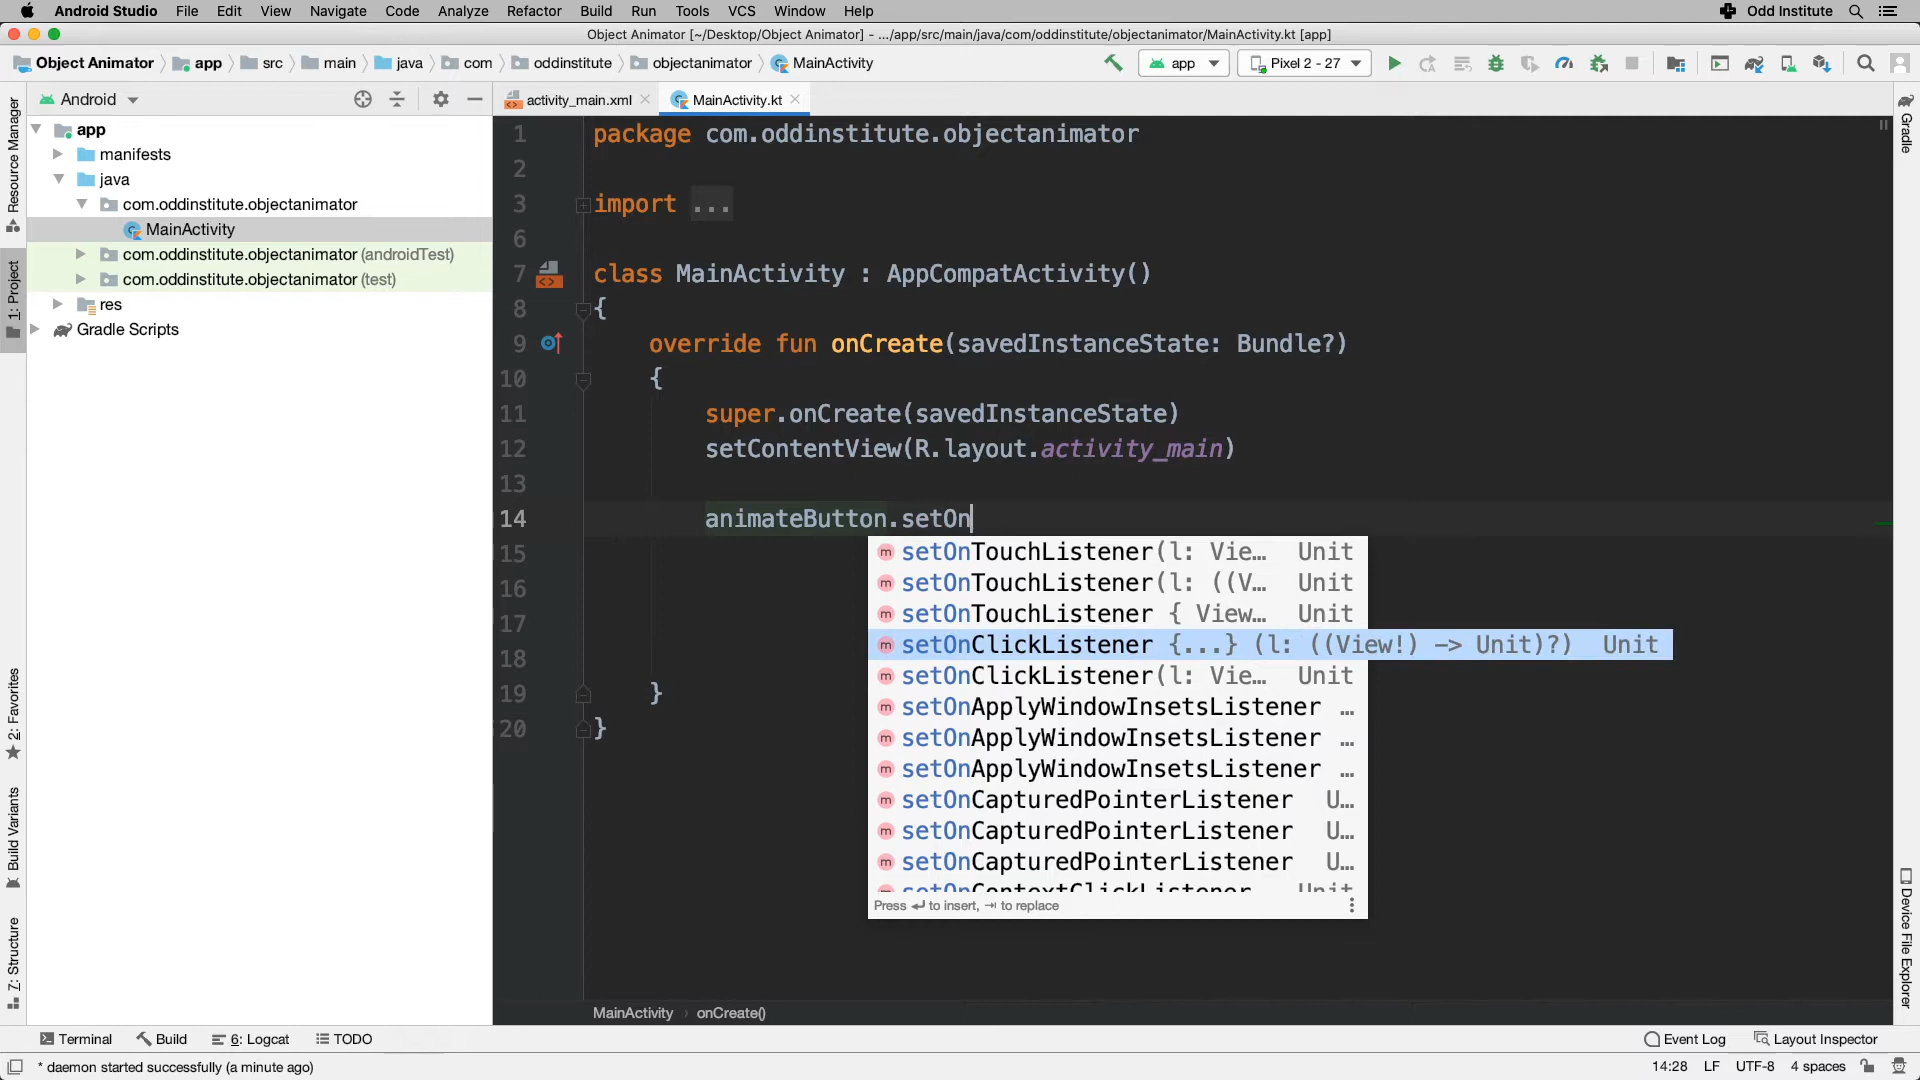 Android Studio File Edit View Navigate Code Analyze Refactor Build Run Tools VCS Window Help Odd Institute
Object Animator [~/Desktop/Object Animator] - .../app/src/main/java/com/oddinstitute/objectanimator/MainActivity.kt [app]
Object Animator app src main java com oddinstitute objectanimator MainActivity app Pixel 2 - 27
Android
activity_main.xml MainActivity.kt
Resource Manager
1: Project
2: Favorites
Build Variants
7: Structure
app
manifests
java
com.oddinstitute.objectanimator
MainActivity
com.oddinstitute.objectanimator (androidTest)
com.oddinstitute.objectanimator (test)
res
Gradle Scripts
1 package com.oddinstitute.objectanimator
2
3 import ...
6
7 class MainActivity : AppCompatActivity()
8 {
9 override fun onCreate(savedInstanceState: Bundle?)
10 {
11 super.onCreate(savedInstanceState)
12 setContentView(R.layout.activity_main)
13
14 animateButton.setOn
15
16
17
18
19 }
20 }
setOnTouchListener(l: Vie… Unit
setOnTouchListener(l: ((V… Unit
setOnTouchListener { View… Unit
setOnClickListener {...} (l: ((View!) -> Unit)?) Unit
setOnClickListener(l: Vie… Unit
setOnApplyWindowInsetsListener …
setOnApplyWindowInsetsListener …
setOnApplyWindowInsetsListener …
setOnCapturedPointerListener U…
setOnCapturedPointerListener U…
setOnCapturedPointerListener U…
setOnContextClickListener Unit
Press ↵ to insert, ⇥ to replace
Gradle
Device File Explorer
MainActivity › onCreate()
Terminal Build 6: Logcat TODO Event Log Layout Inspector
* daemon started successfully (a minute ago) 14:28 LF UTF-8 4 spaces